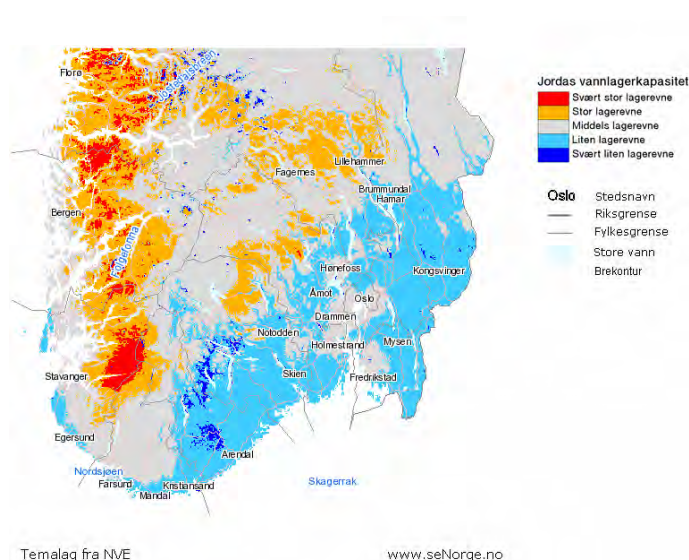 Florø
Jostedalsbreen
Fagernes
Lillehammer
Brummundal
Hamar
Bergen
Folgefonna
Hønefoss
Kongsvinger
Åmot
Oslo
Drammen
Notodden
Holmestrand
Mysen
Skien
Fredrikstad
Stavanger
Egersund
Arendal
Nordsjøen
Farsund
Kristiansand
Mandal
Skagerrak
Jordas vannlagerkapasitet
Svært stor lagerevne
Stor lagerevne
Middels lagerevne
Liten lagerevne
Svært liten lagerevne
Oslo Stedsnavn
Riksgrense
Fylkesgrense
Store vann
Brekontur
Temalag fra NVE
www.seNorge.no